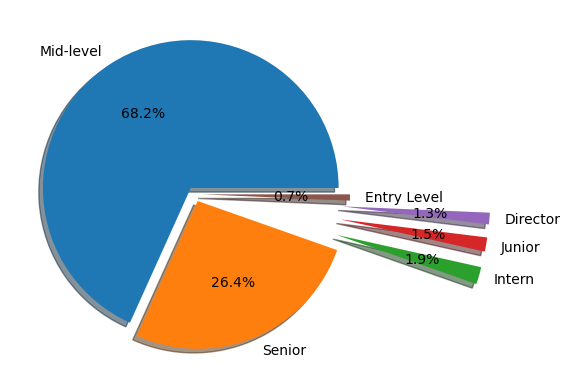 Mid-level
68.2%
0.7%
Entry Level
1.3%
Director
1.5%
Junior
1.9%
Intern
26.4%
Senior